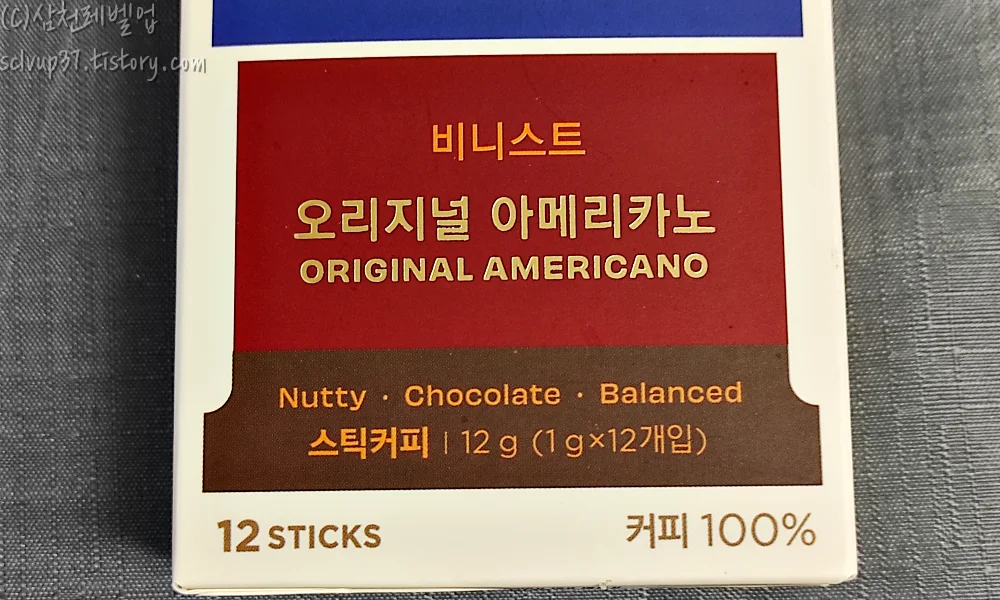 (C)삼천레벨업
sclvup37.tistory.com
비니스트
오리지널 아메리카노
ORIGINAL AMERICANO
Nutty · Chocolate · Balanced
스틱커피 | 12 g (1 g×12개입)
12 STICKS
커피 100%